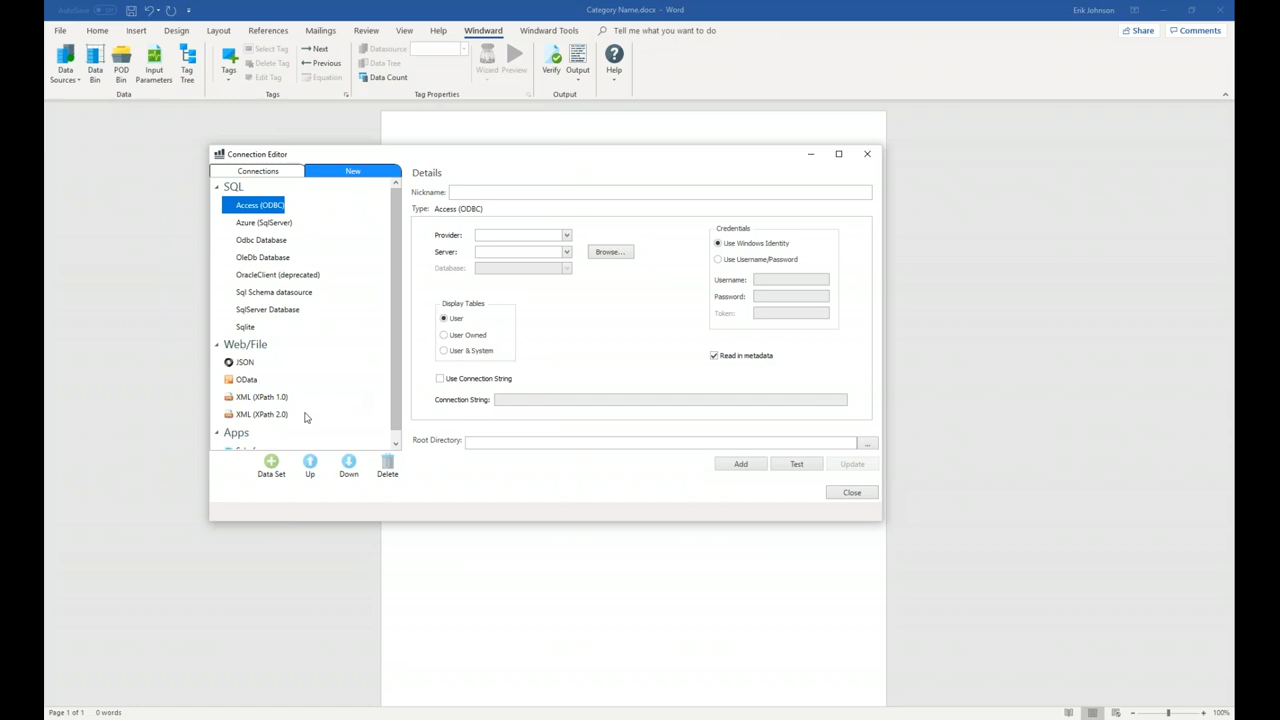 AutoSave Off
Category Name.docx - Word
Erik Johnson
File Home Insert Design Layout References Mailings Review View Help Windward Windward Tools Tell me what you want to do
Share Comments
Data Sources
Data Bin
POD Bin
Input Parameters
Tag Tree
Data
Tags
Select Tag
Delete Tag
Edit Tag
Next
Previous
Equation
Tags
Datasource
Data Tree
Data Count
Wizard
Preview
Tag Properties
Verify
Output
Output
Help
Connection Editor
Connections New
SQL
Access (ODBC)
Azure (SqlServer)
Odbc Database
OleDb Database
OracleClient (deprecated)
Sql Schema datasource
SqlServer Database
Sqlite
Web/File
JSON
OData
XML (XPath 1.0)
XML (XPath 2.0)
Apps
Data Set
Up
Down
Delete
Details
Nickname:
Type: Access (ODBC)
Provider:
Server:
Browse...
Database:
Credentials
Use Windows Identity
Use Username/Password
Username:
Password:
Token:
Display Tables
User
User Owned
User & System
Read in metadata
Use Connection String
Connection String:
Root Directory:
...
Add
Test
Update
Close
Page 1 of 1 0 words
100%